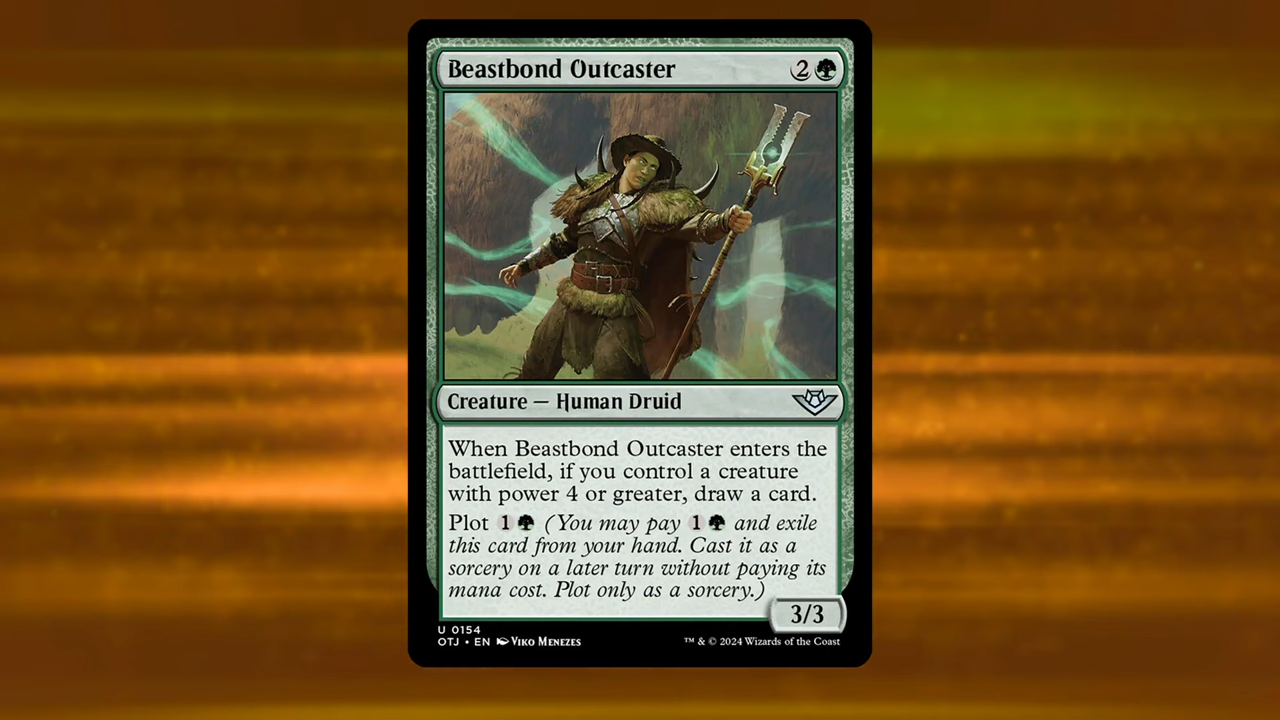 Beastbond Outcaster 2
Creature — Human Druid
When Beastbond Outcaster enters the
battlefield, if you control a creature
with power 4 or greater, draw a card.
Plot 1 (You may pay 1 and exile
this card from your hand. Cast it as a
sorcery on a later turn without paying its
mana cost. Plot only as a sorcery.)
3/3
U 0154
OTJ • EN Viko Menezes
™ & © 2024 Wizards of the Coast